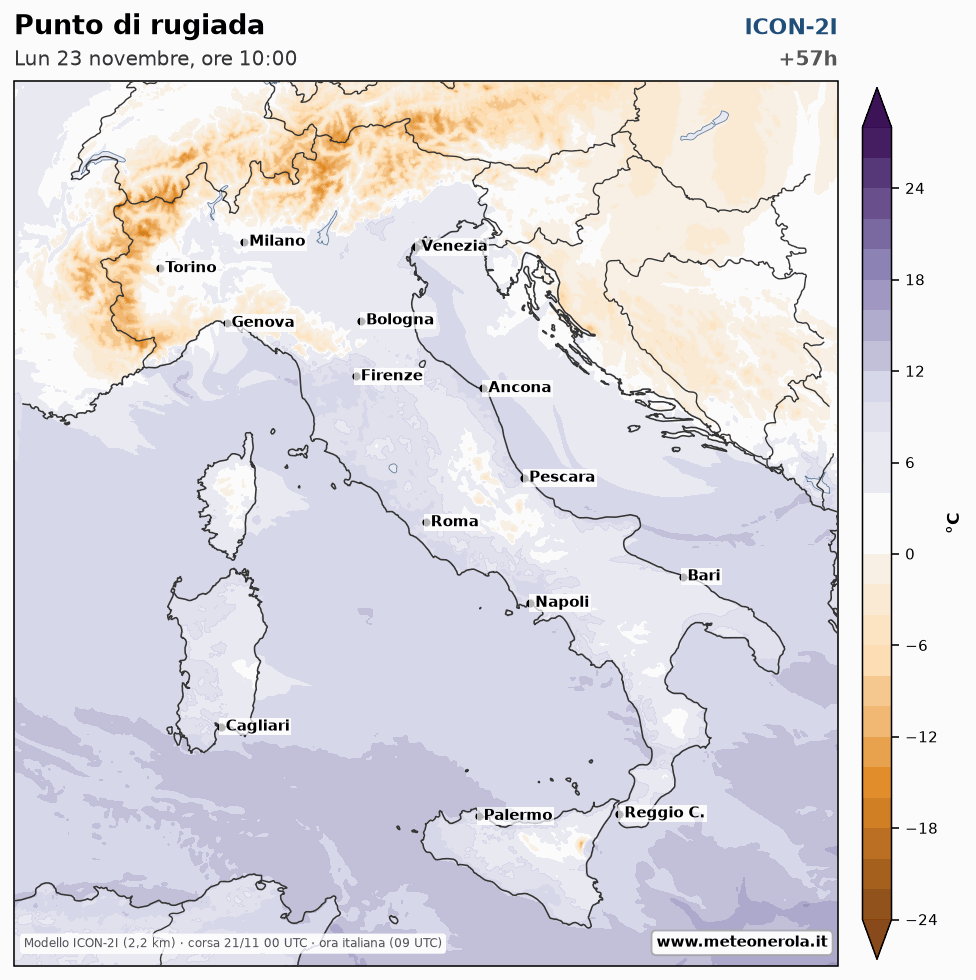 Punto di rugiada
ICON-2I
Lun 23 novembre, ore 10:00
+57h
Milano
Venezia
Torino
Genova
Bologna
Firenze
Ancona
Pescara
Roma
Bari
Napoli
Cagliari
Palermo
Reggio C.
24
18
12
6
0
−6
−12
−18
−24
°C
Modello ICON-2I (2,2 km) · corsa 21/11 00 UTC · ora italiana (09 UTC)
www.meteonerola.it